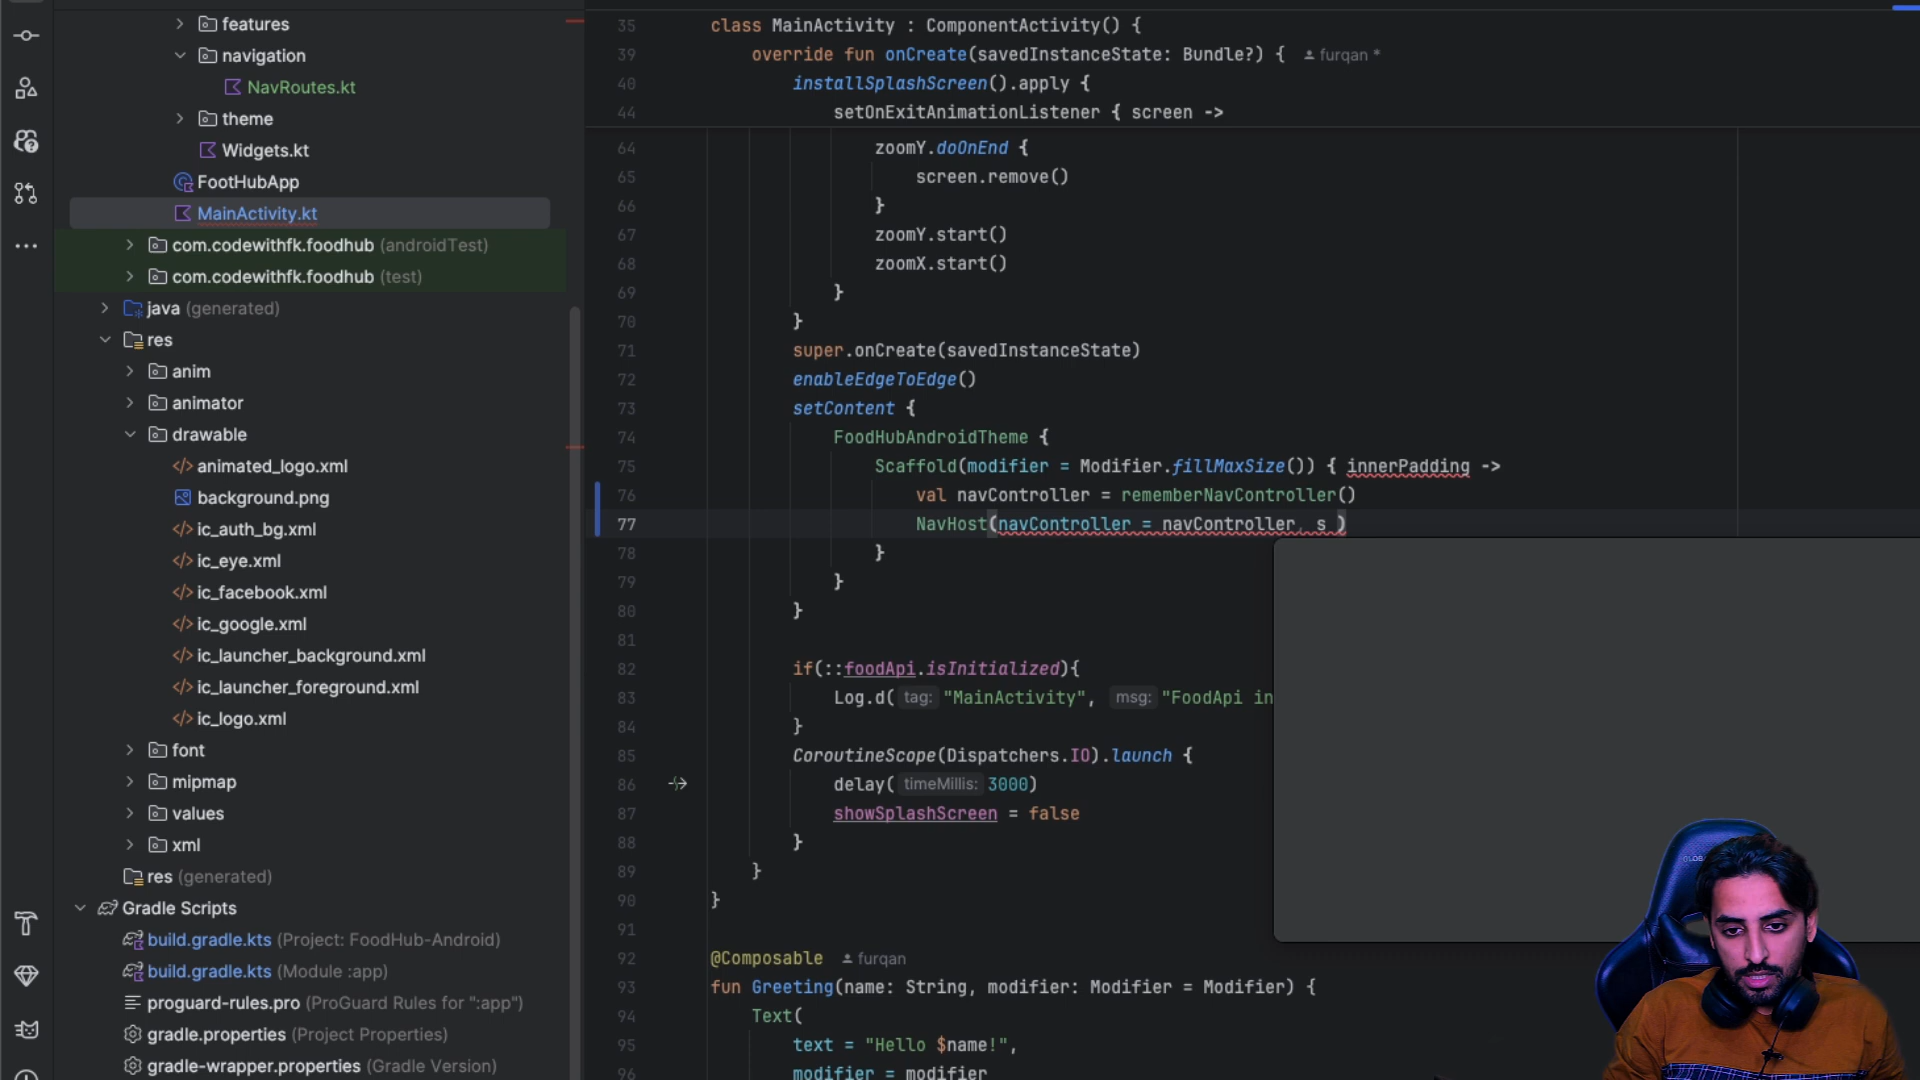 features
navigation
NavRoutes.kt
theme
Widgets.kt
FootHubApp
MainActivity.kt
com.codewithfk.foodhub (androidTest)
com.codewithfk.foodhub (test)
java (generated)
res
anim
animator
drawable
animated_logo.xml
background.png
ic_auth_bg.xml
ic_eye.xml
ic_facebook.xml
ic_google.xml
ic_launcher_background.xml
ic_launcher_foreground.xml
ic_logo.xml
font
mipmap
values
xml
res (generated)
Gradle Scripts
build.gradle.kts (Project: FoodHub-Android)
build.gradle.kts (Module :app)
proguard-rules.pro (ProGuard Rules for ":app")
gradle.properties (Project Properties)
gradle-wrapper.properties (Gradle Version)
35 class MainActivity : ComponentActivity() {
39 override fun onCreate(savedInstanceState: Bundle?) { furqan *
40 installSplashScreen().apply {
44 setOnExitAnimationListener { screen ->
64 zoomY.doOnEnd {
65 screen.remove()
66 }
67 zoomY.start()
68 zoomX.start()
69 }
70 }
71 super.onCreate(savedInstanceState)
72 enableEdgeToEdge()
73 setContent {
74 FoodHubAndroidTheme {
75 Scaffold(modifier = Modifier.fillMaxSize()) { innerPadding ->
76 val navController = rememberNavController()
77 NavHost(navController = navController, s )
78 }
79 }
80 }
81
82 if(::foodApi.isInitialized){
83 Log.d( tag: "MainActivity", msg: "FoodApi in
84 }
85 CoroutineScope(Dispatchers.IO).launch {
86 delay( timeMillis: 3000)
87 showSplashScreen = false
88 }
89 }
90 }
91
92 @Composable furqan
93 fun Greeting(name: String, modifier: Modifier = Modifier) {
94 Text(
95 text = "Hello $name!",
96 modifier = modifier